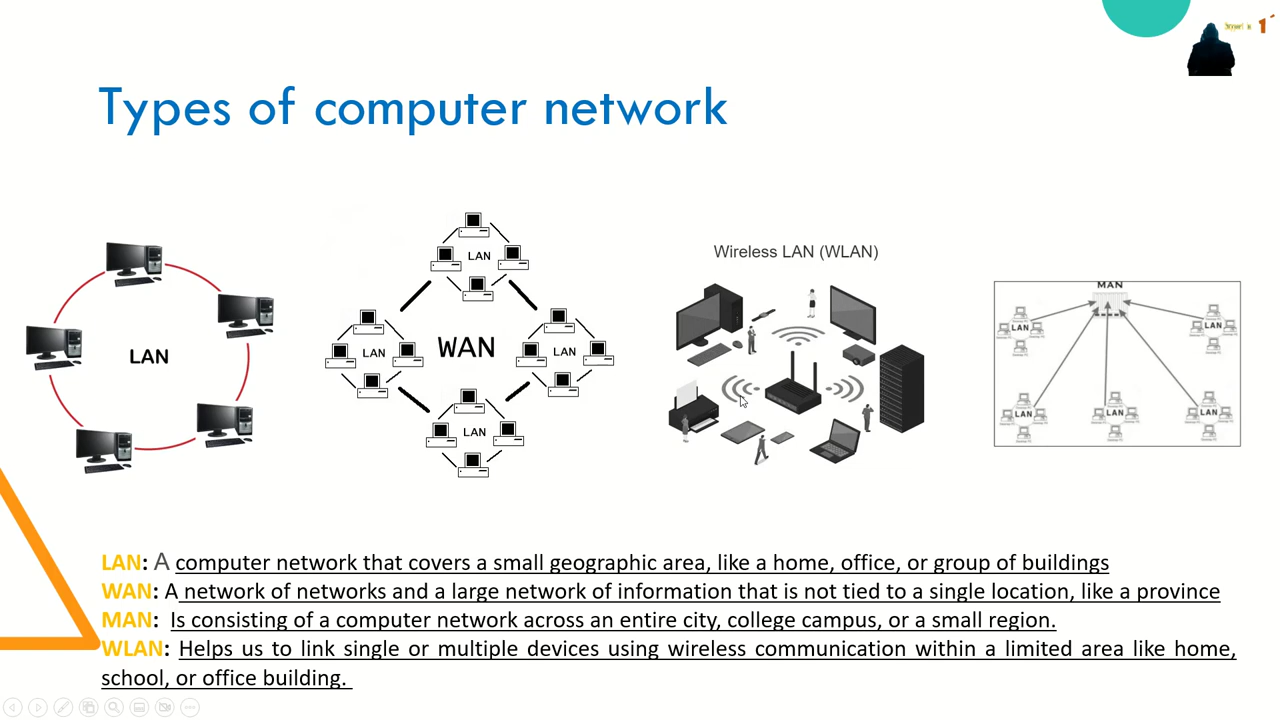 Support us
Types of computer network
LAN
LAN
LAN
WAN
LAN
LAN
Wireless LAN (WLAN)
MAN
LAN
LAN
LAN
LAN
LAN
LAN: A computer network that covers a small geographic area, like a home, office, or group of buildings
WAN: A network of networks and a large network of information that is not tied to a single location, like a province
MAN: Is consisting of a computer network across an entire city, college campus, or a small region.
WLAN: Helps us to link single or multiple devices using wireless communication within a limited area like home,
school, or office building.